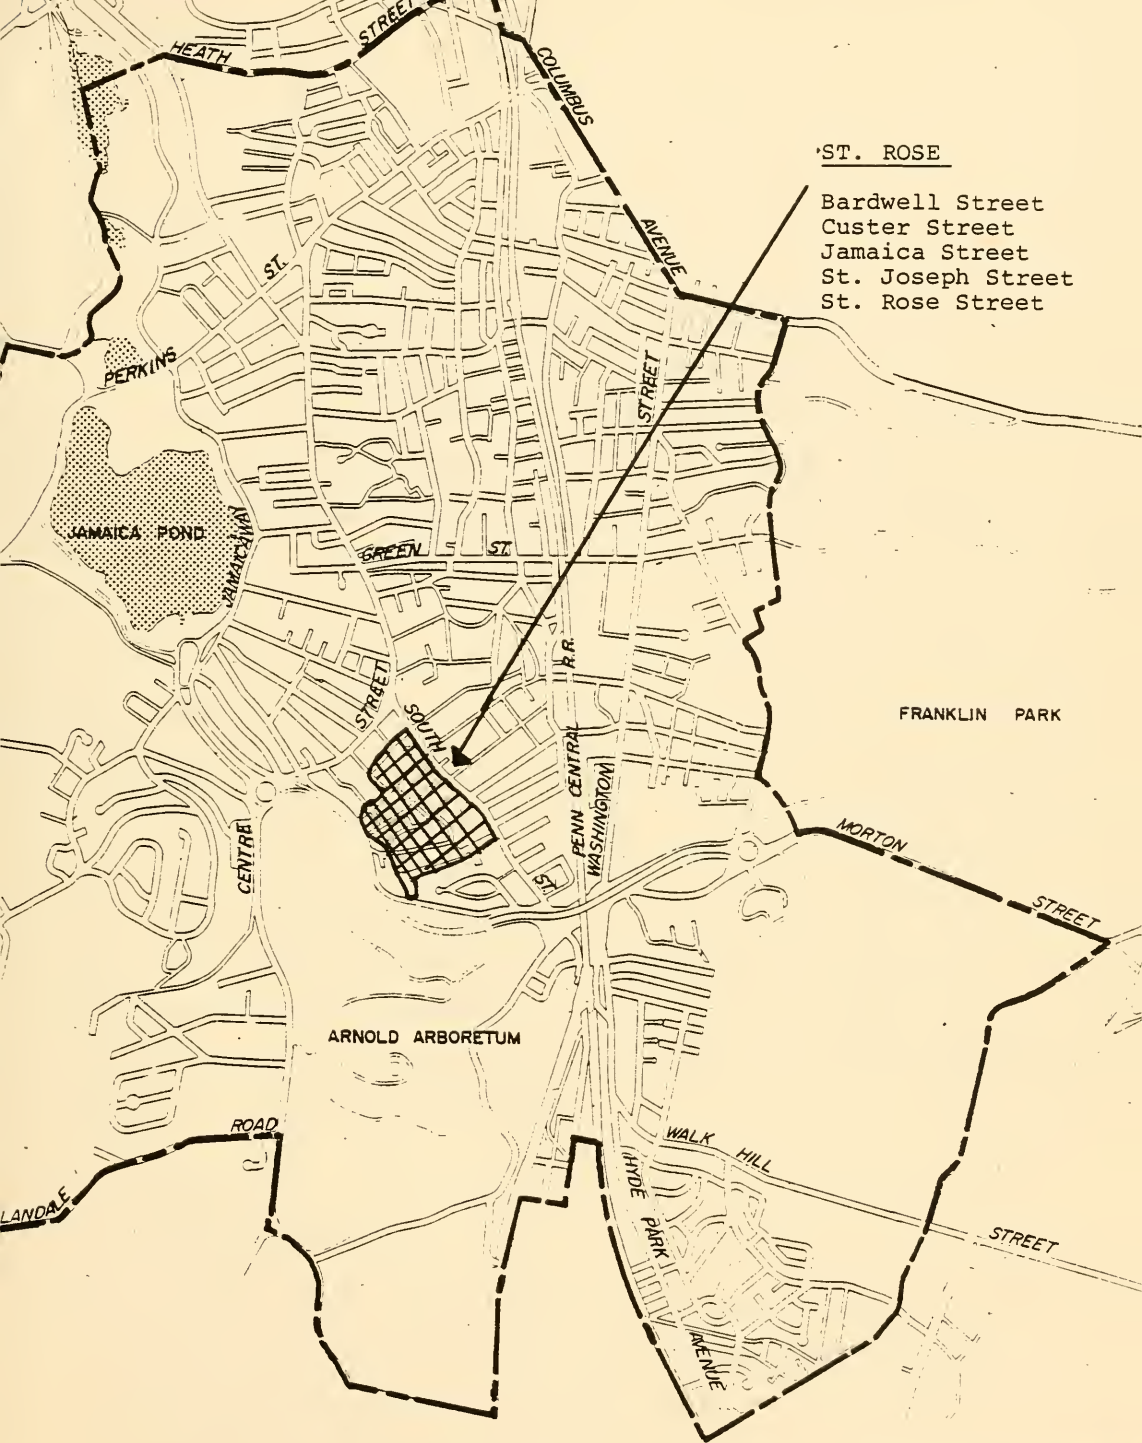 HEATH
STREET
COLUMBUS
AVENUE
ST. ROSE
Bardwell Street
Custer Street
Jamaica Street
St. Joseph Street
St. Rose Street
ST.
PERKINS
STREET
JAMAICA POND
JAMAICAWAY
GREEN
ST.
R.R.
STREET
SOUTH
FRANKLIN PARK
PENN CENTRAL
WASHINGTON
CENTRE
MORTON
ST.
STREET
ARNOLD ARBORETUM
ROAD
WALK
HILL
HYDE
PARK
LANDALE
STREET
AVENUE